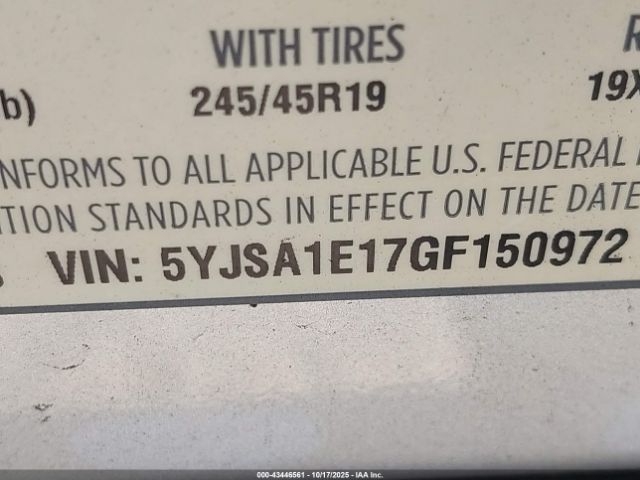 WITH TIRES
b)
245/45R19
19X
NFORMS TO ALL APPLICABLE U.S. FEDERAL
TION STANDARDS IN EFFECT ON THE DATE
VIN: 5YJSA1E17GF150972
000-43446561 - 10/17/2025 - IAA Inc.